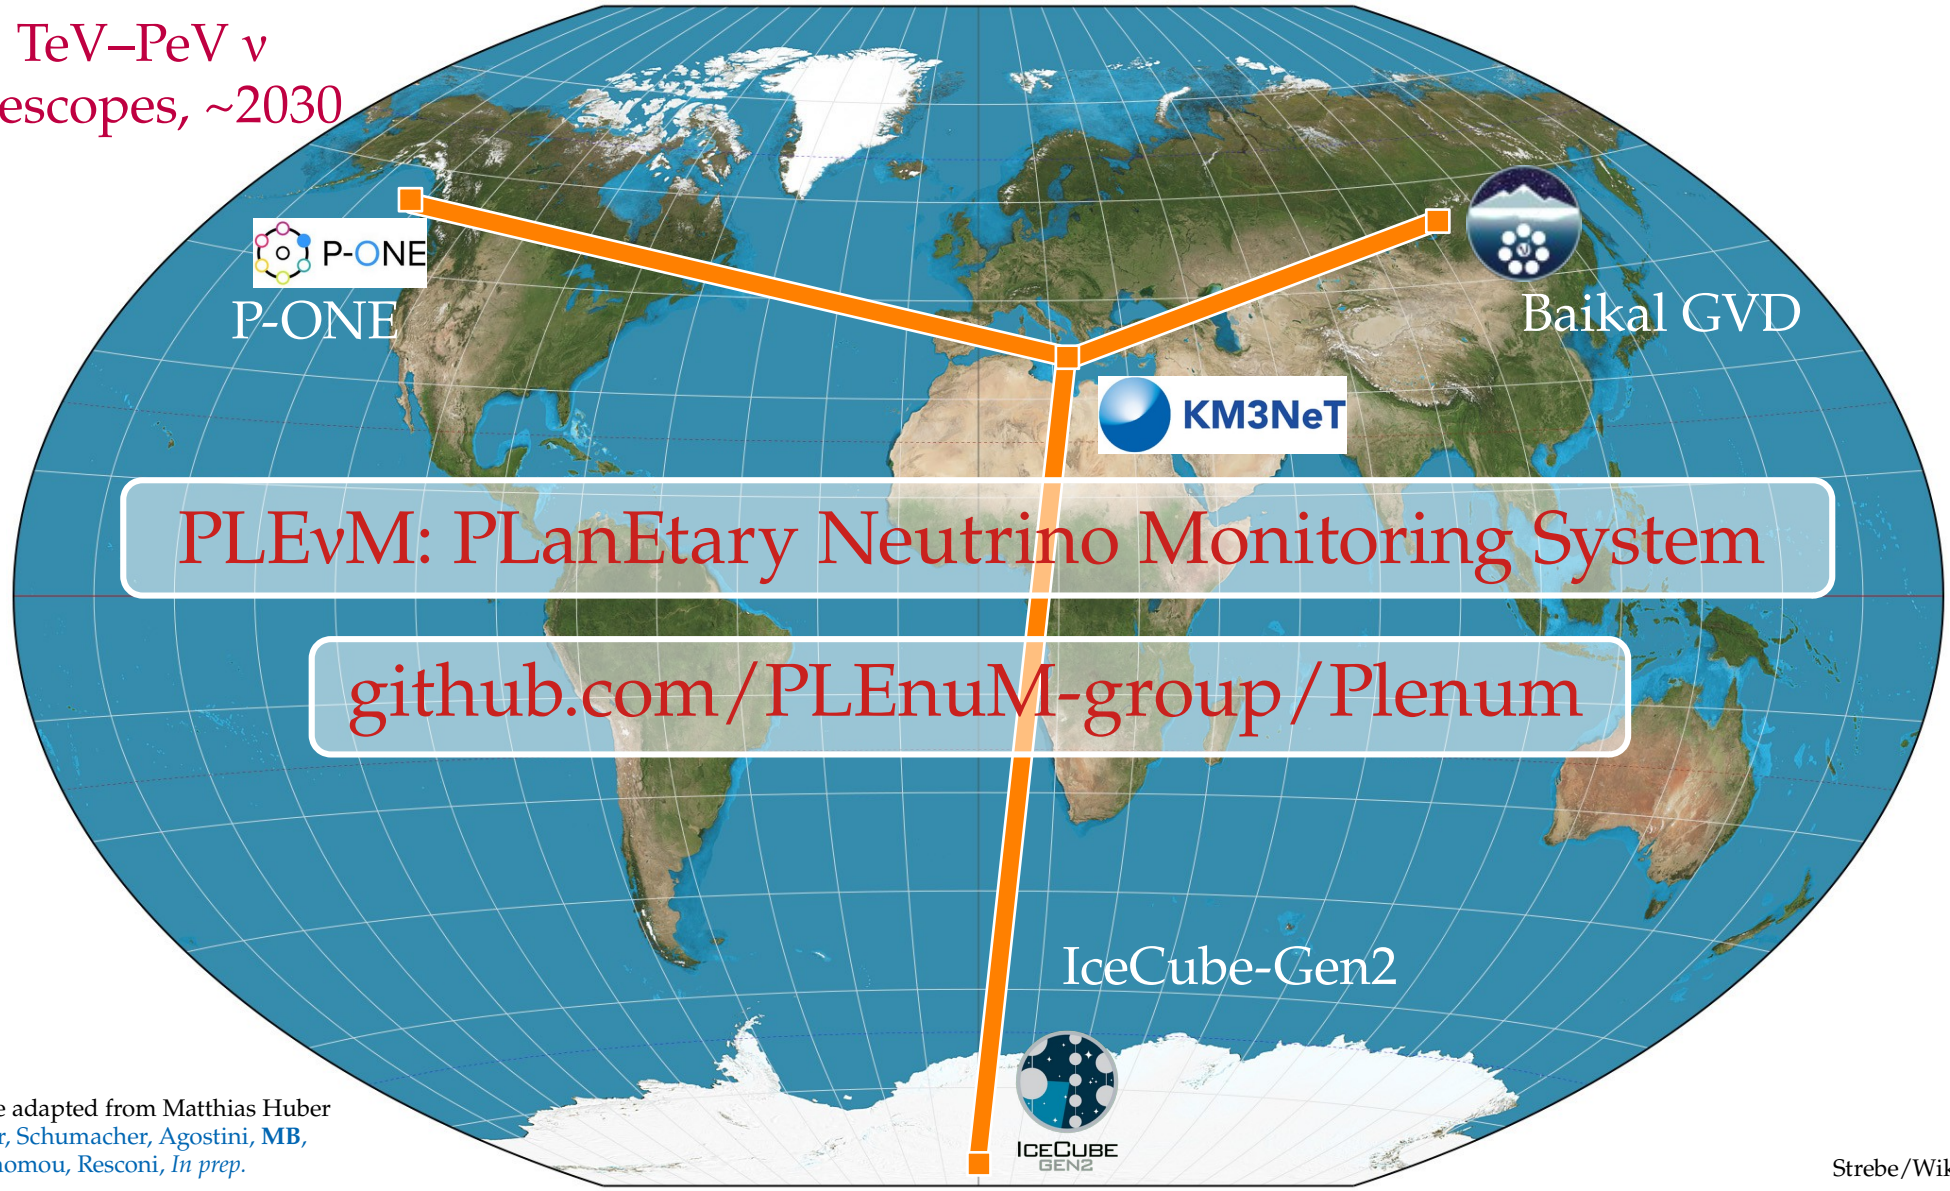 TeV–PeV ν
escopes, ~2030
P-ONE
P-ONE
Baikal GVD
KM3NeT
PLEνM: PLanEtary Neutrino Monitoring System
github.com/PLEnuM-group/Plenum
IceCube-Gen2
ICECUBE
GEN2
e adapted from Matthias Huber
r, Schumacher, Agostini, MB,
nomou, Resconi, In prep.
Strebe/Wik